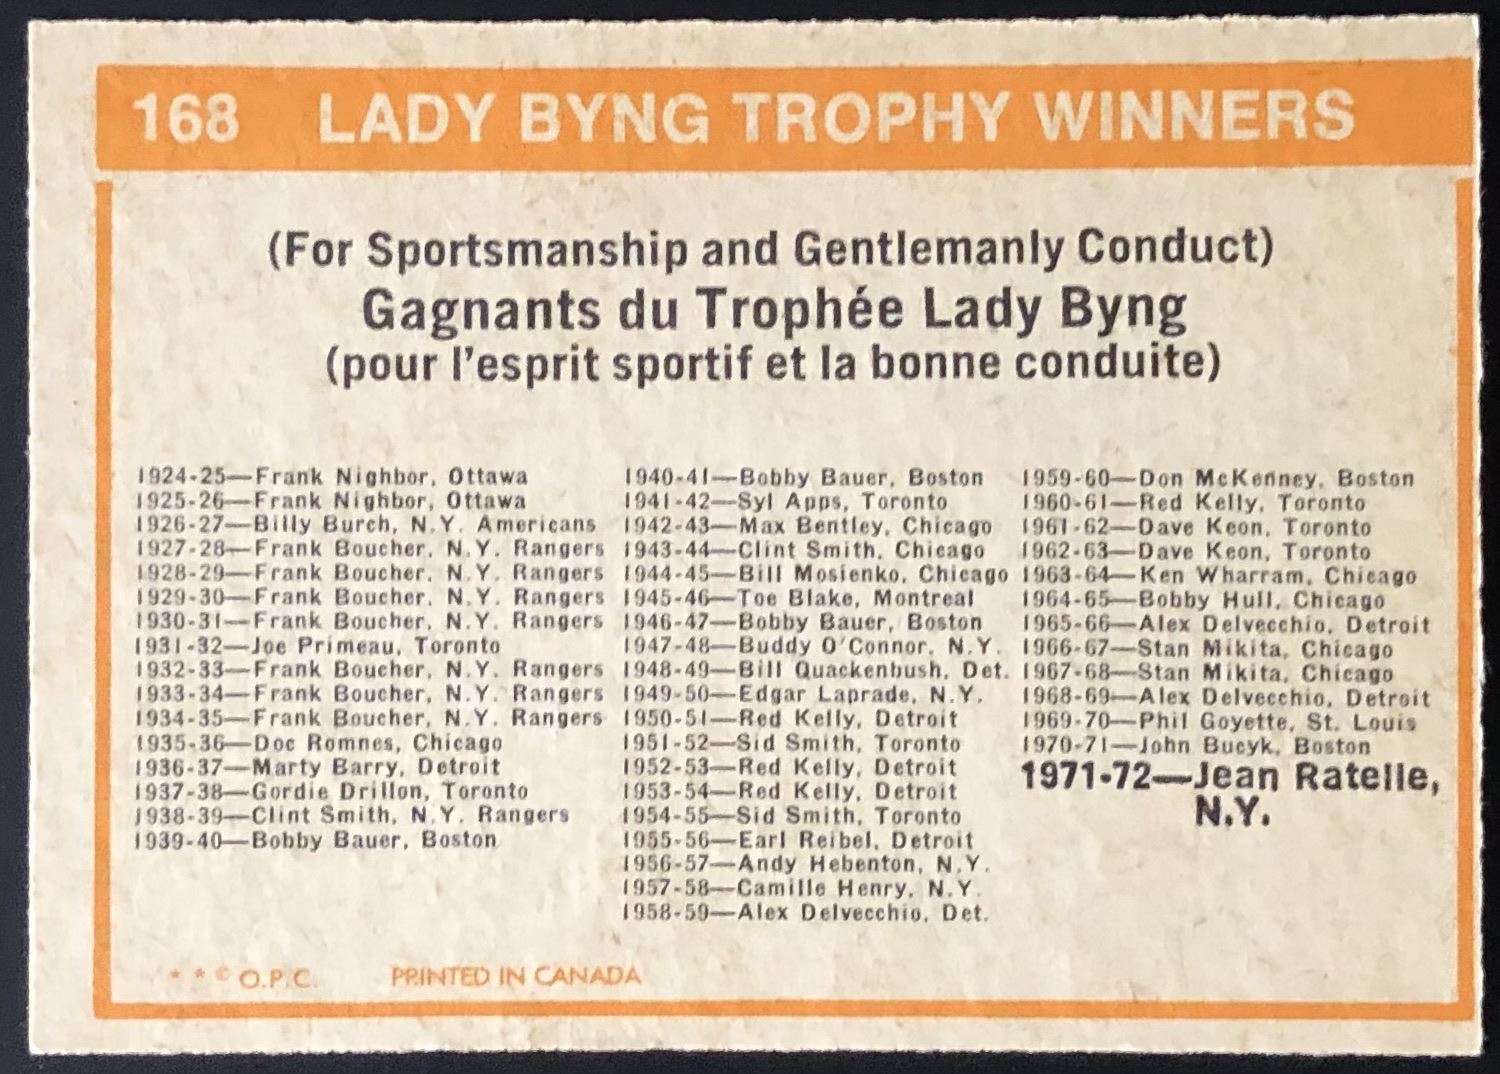 168 LADY BYNG TROPHY WINNERS
(For Sportsmanship and Gentlemanly Conduct)
Gagnants du Trophée Lady Byng
(pour l'esprit sportif et la bonne conduite)
1924-25—Frank Nighbor, Ottawa
1925-26—Frank Nighbor, Ottawa
1926-27—Billy Burch, N.Y. Americans
1927-28—Frank Boucher, N.Y. Rangers
1928-29—Frank Boucher, N.Y. Rangers
1929-30—Frank Boucher, N.Y. Rangers
1930-31—Frank Boucher, N.Y. Rangers
1931-32—Joe Primeau, Toronto
1932-33—Frank Boucher, N.Y. Rangers
1933-34—Frank Boucher, N.Y. Rangers
1934-35—Frank Boucher, N.Y. Rangers
1935-36—Doc Romnes, Chicago
1936-37—Marty Barry, Detroit
1937-38—Gordie Drillon, Toronto
1938-39—Clint Smith, N.Y. Rangers
1939-40—Bobby Bauer, Boston
1940-41—Bobby Bauer, Boston
1941-42—Syl Apps, Toronto
1942-43—Max Bentley, Chicago
1943-44—Clint Smith, Chicago
1944-45—Bill Mosienko, Chicago
1945-46—Toe Blake, Montreal
1946-47—Bobby Bauer, Boston
1947-48—Buddy O'Connor, N.Y.
1948-49—Bill Quackenbush, Det.
1949-50—Edgar Laprade, N.Y.
1950-51—Red Kelly, Detroit
1951-52—Sid Smith, Toronto
1952-53—Red Kelly, Detroit
1953-54—Red Kelly, Detroit
1954-55—Sid Smith, Toronto
1955-56—Earl Reibel, Detroit
1956-57—Andy Hebenton, N.Y.
1957-58—Camille Henry, N.Y.
1958-59—Alex Delvecchio, Det.
1959-60—Don McKenney, Boston
1960-61—Red Kelly, Toronto
1961-62—Dave Keon, Toronto
1962-63—Dave Keon, Toronto
1963-64—Ken Wharram, Chicago
1964-65—Bobby Hull, Chicago
1965-66—Alex Delvecchio, Detroit
1966-67—Stan Mikita, Chicago
1967-68—Stan Mikita, Chicago
1968-69—Alex Delvecchio, Detroit
1969-70—Phil Goyette, St. Louis
1970-71—John Bucyk, Boston
1971-72—Jean Ratelle,
N.Y.
* * © O.P.C. PRINTED IN CANADA